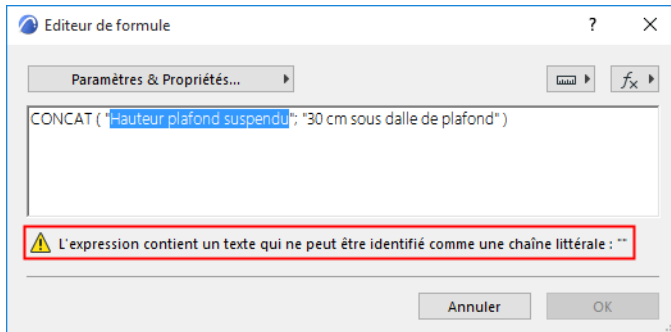 Editeur de formule
Paramètres & Propriétés...
CONCAT ( "Hauteur plafond suspendu"; "30 cm sous dalle de plafond" )
L'expression contient un texte qui ne peut être identifié comme une chaîne littérale : ""
Annuler OK